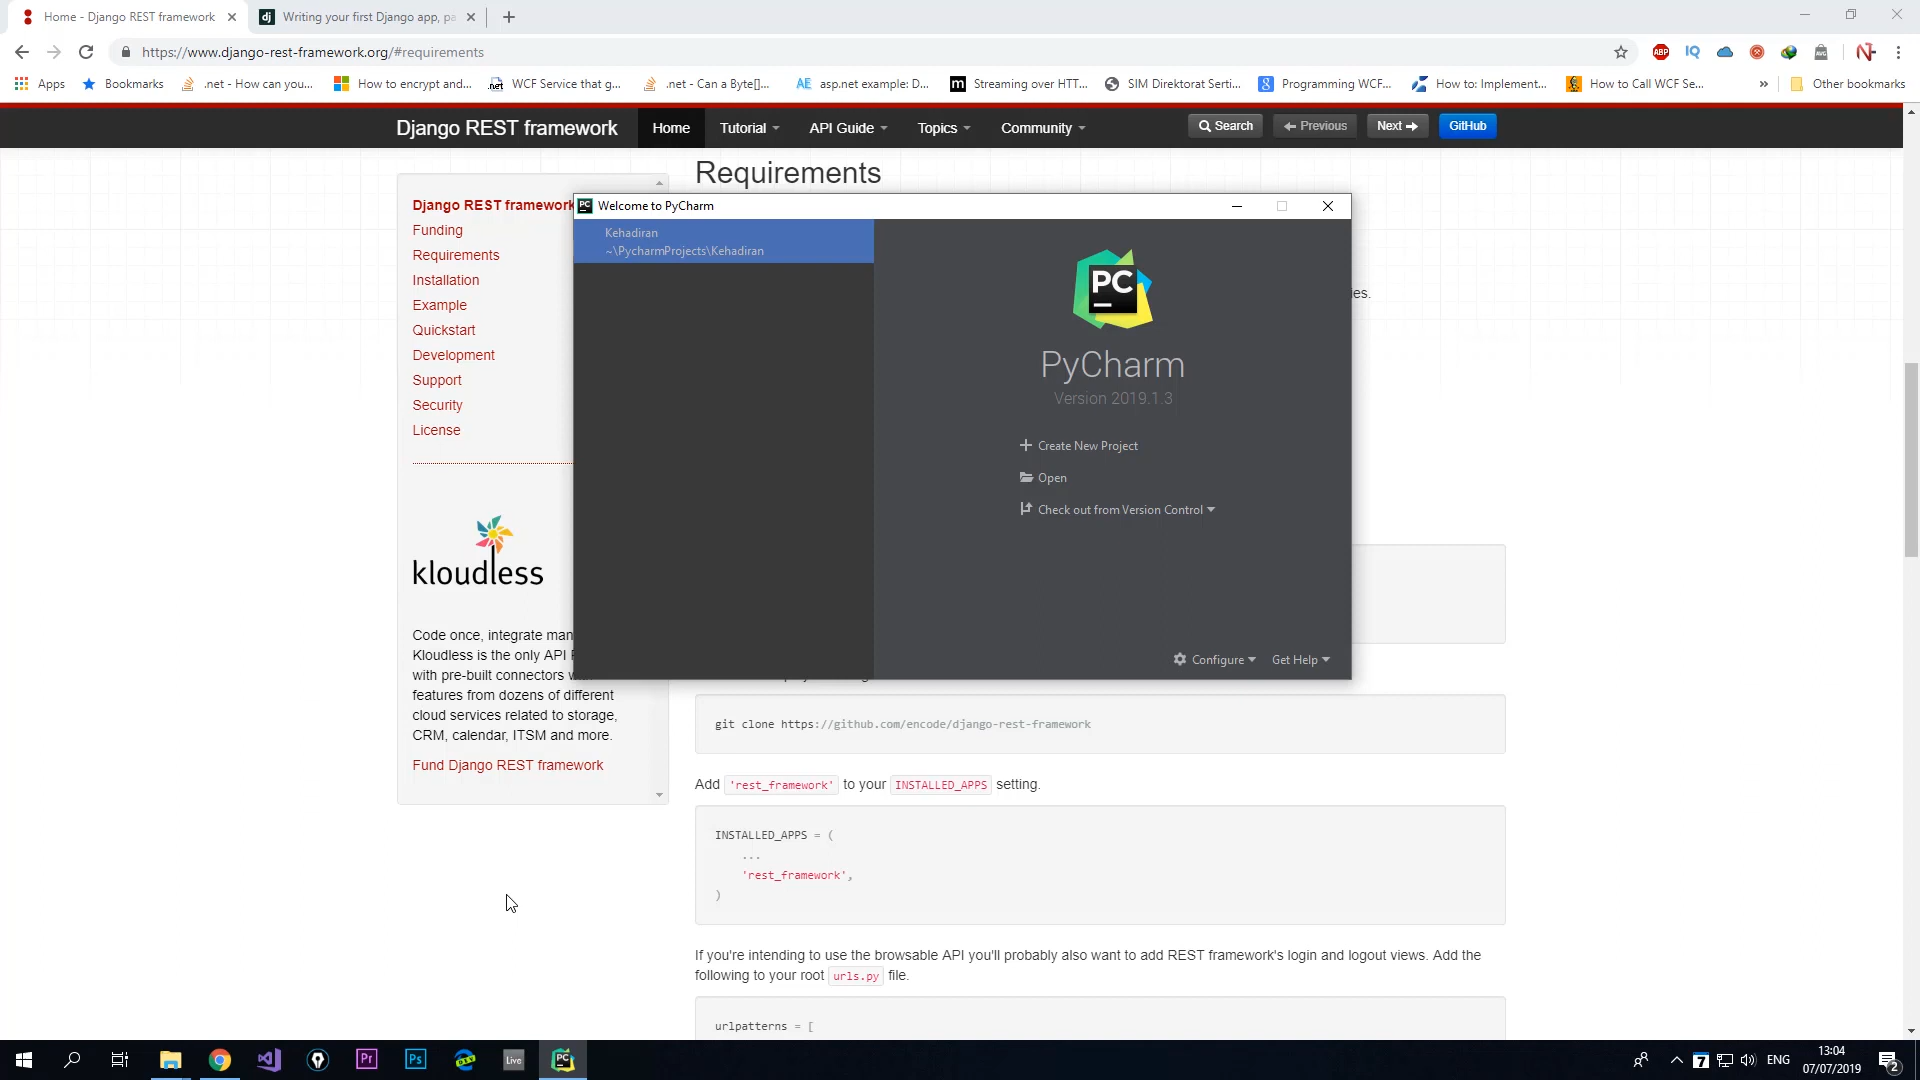 Home - Django REST framework
Writing your first Django app, pa
https://www.django-rest-framework.org/#requirements
Apps
Bookmarks
.net - How can you...
How to encrypt and...
WCF Service that g...
.net - Can a Byte[]...
asp.net example: D...
Streaming over HTT...
SIM Direktorat Serti...
Programming WCF...
How to: Implement...
How to Call WCF Se...
Other bookmarks
Django REST framework
Home
Tutorial
API Guide
Topics
Community
Search
Previous
Next
GitHub
Requirements
Django REST framework
Funding
Requirements
Installation
Example
Quickstart
Development
Support
Security
License
kloudless
Code once, integrate man
Kloudless is the only API
with pre-built connectors
features from dozens of different
cloud services related to storage,
CRM, calendar, ITSM and more.
Fund Django REST framework
Welcome to PyCharm
Kehadiran
~\PycharmProjects\Kehadiran
PC
PyCharm
Version 2019.1.3
Create New Project
Open
Check out from Version Control
Configure
Get Help
ies.
git clone https://github.com/encode/django-rest-framework
Add 'rest_framework' to your INSTALLED_APPS setting.
INSTALLED_APPS = (
...
'rest_framework',
)
If you're intending to use the browsable API you'll probably also want to add REST framework's login and logout views. Add the
following to your root urls.py file.
urlpatterns = [
ENG
13:04
07/07/2019
2